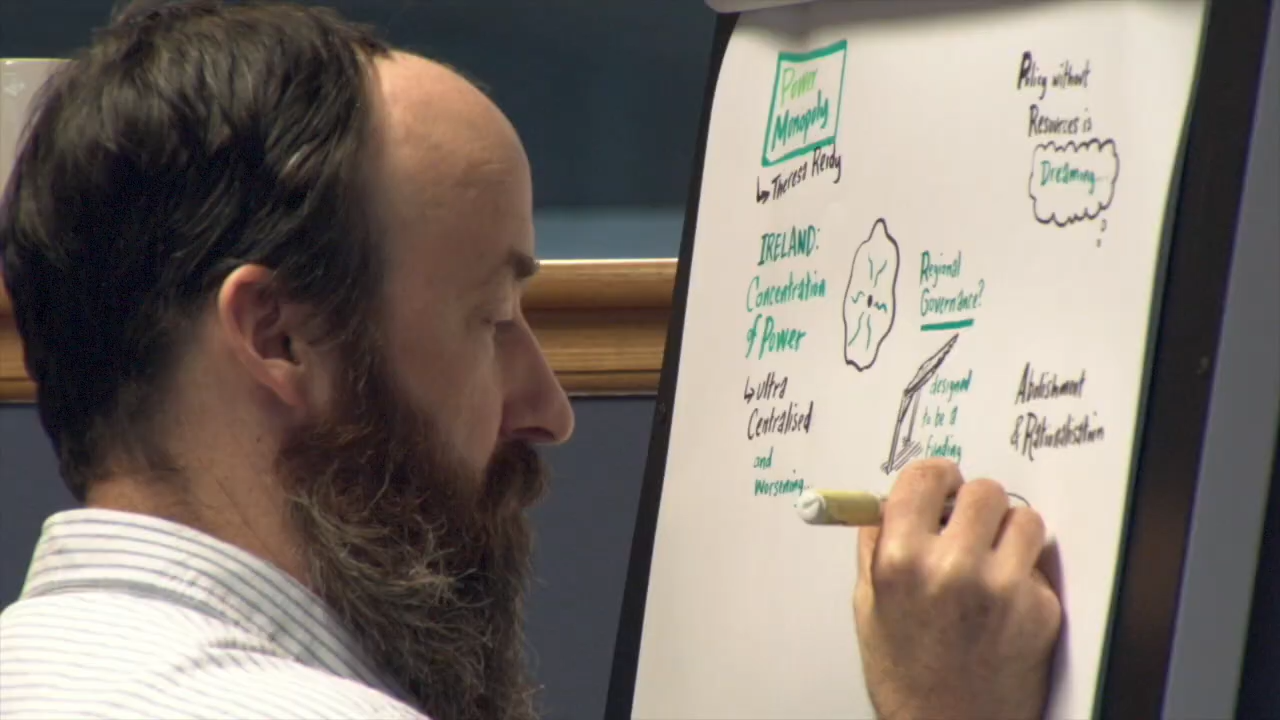 Power
Monopoly
↳ Theresa Reidy
IRELAND:
Concentration
of Power
↳ Ultra
Centralised
and
worsening...
Regional
Governance?
designed
to be a
funding
Policy without
Resources is
Dreaming...
Abolishment
& Rationalisation